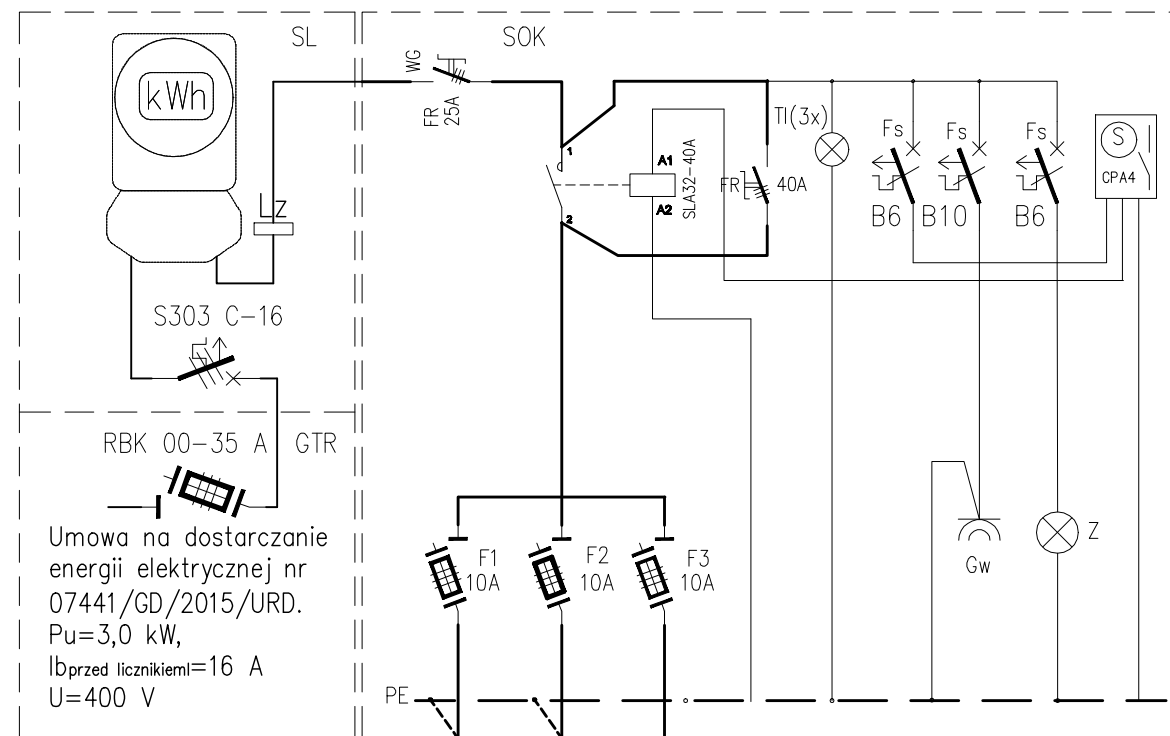 SL
kWh
Lz
S303 C-16
RBK 00-35 A
GTR
Umowa na dostarczanie
energii elektrycznej nr
07441/GD/2015/URD.
Pu=3,0 kW,
Ibprzed licznikieml=16 A
U=400 V
SOK
WG
FR
25A
1
2
A1
A2
SLA32-40A
FR
40A
TI(3x)
Fs
B6
Fs
B10
Fs
B6
S
CPA4
F1
10A
F2
10A
F3
10A
Gw
Z
PE